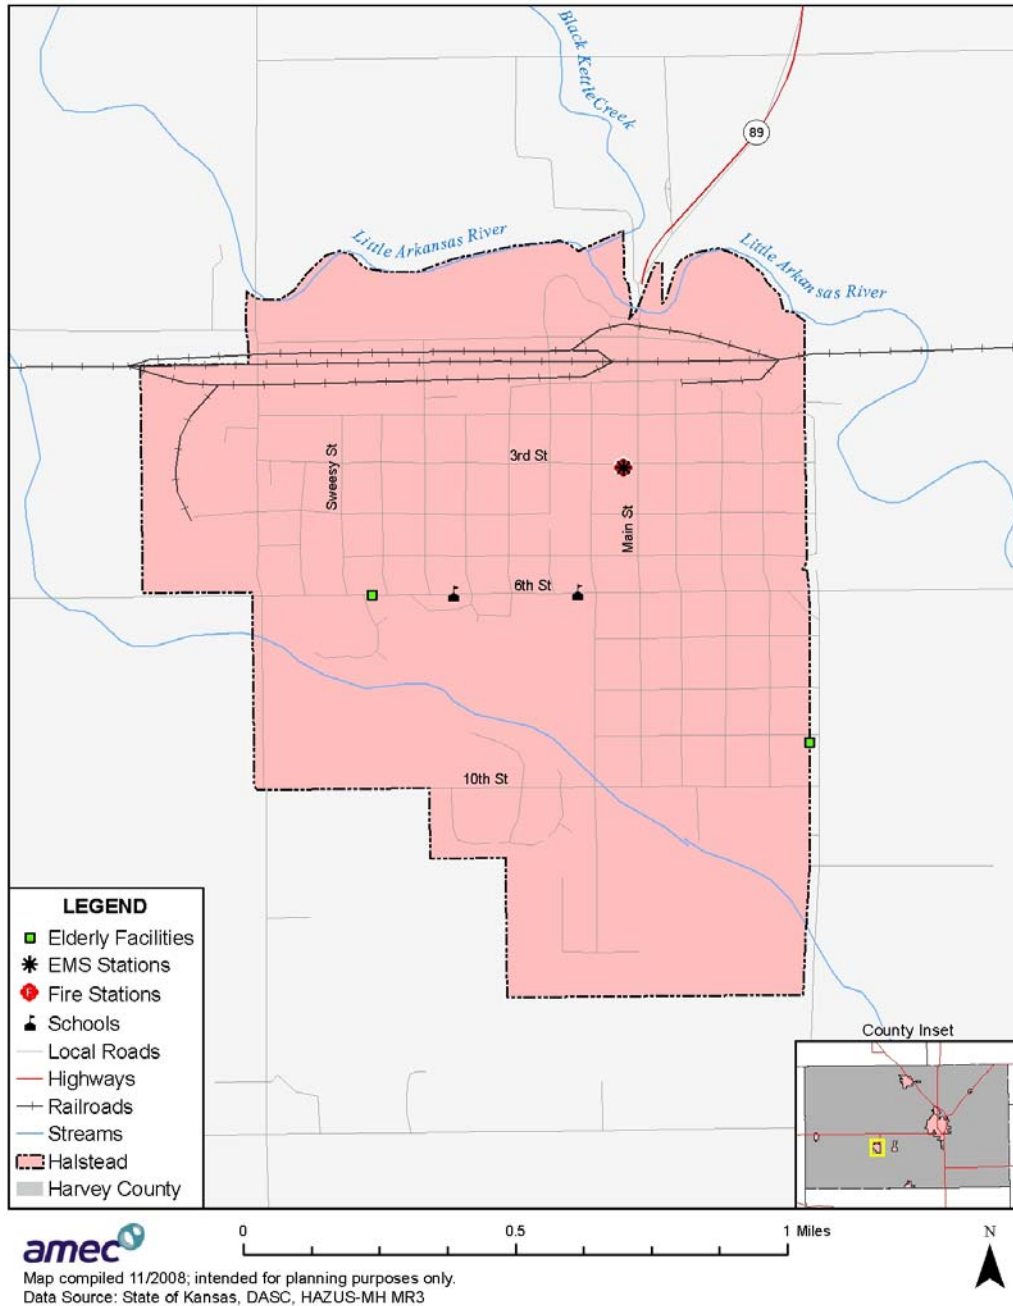 Black Kettle Creek
89
Little Arkansas River
Little Arkansas River
Sweesy St
3rd St
Main St
6th St
10th St
LEGEND
Elderly Facilities
EMS Stations
F Fire Stations
Schools
Local Roads
Highways
Railroads
Streams
Halstead
Harvey County
County Inset
amec
0 0.5 1 Miles
N
Map compiled 11/2008; intended for planning purposes only.
Data Source: State of Kansas, DASC, HAZUS-MH MR3